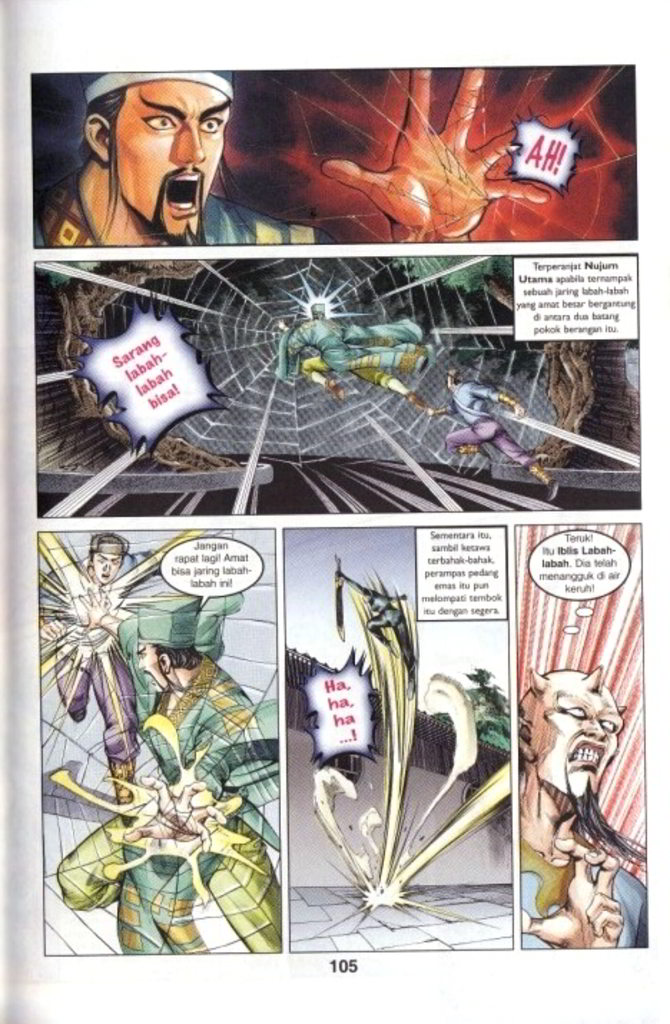 AH!
Terperanjat Nujum
Utama apabila ternampak
sebuah jaring labah-labah
yang amat besar bergantung
di antara dua batang
pokok berangan itu.
Sarang
labah-
labah
bisa!
Jangan
rapat lagi! Amat
bisa jaring labah-
labah ini!
Sementara itu,
sambil ketawa
terbahak-bahak,
perampas pedang
emas itu pun
melompati tembok
itu dengan segera.
Ha,
ha,
ha
...!
Teruk!
Itu Iblis Labah-
labah. Dia telah
menangguk di air
keruh!
105